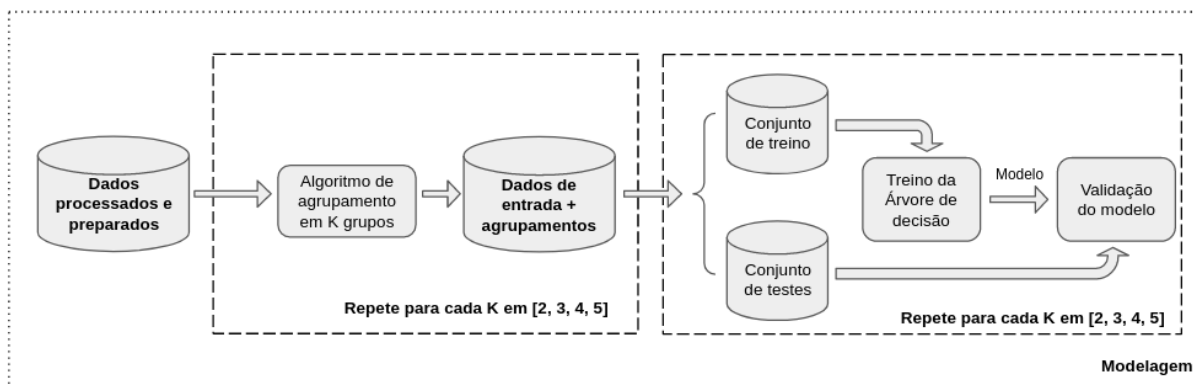 Dados
processados e
preparados
Algoritmo de
agrupamento
em K grupos
Dados de
entrada +
agrupamentos
Repete para cada K em [2, 3, 4, 5]
Conjunto
de treino
Conjunto
de testes
Treino da
Árvore de
decisão
Modelo
Validação
do modelo
Repete para cada K em [2, 3, 4, 5]
Modelagem